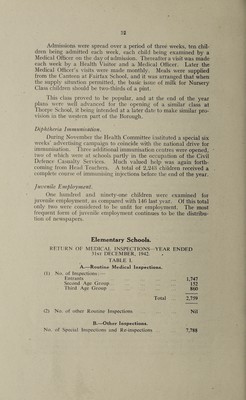 32
Admissions were spread over a period of three weeks, ten chil-
dren being admitted each week, each child being examined by a
Medical Officer on the day of admission. Thereafter a visit was made
each week by a Health Visitor and a Medical Officer. Later the
Medical Officer's visits were made monthly. Meals were supplied
from the Canteen at Fairfax School, and it was arranged that when
the supply situation permitted, the basic issue of milk for Nursery
Class children should be two-thirds of a pint.
This class proved to be popular, and at the end of the year
plans were well advanced for the opening of a similar class at
Thorpe School, it being intended at a later date to make similar pro-
vision in the western part of the Borough.
Diphtheria Immunisation.
During November the Health Committee instituted a special six
weeks' advertising campaign to coincide with the national drive for
immunisation. Three additional immunisation centres were opened,
two of which were at schools partly in the occupation of the Civil
Defence Casualty Services. Much valued help was again forth-
coming from Head Teachers. A total of 2,241 children received a
complete course of immunising injections before the end of the year.
Juvenile Employment.
One hundred and ninety-one children were examined for
juvenile employment, as compared with 146 last year. Of this total
only two were considered to be unfit for employment. The most
frequent form of juvenile employment continues to be the distribu-
tion of newspapers.
Elementary Schools.
RETURN OF MEDICAL INSPECTIONS—YEAR ENDED
31st DECEMBER, 1942.
TABLE I.
A.—Routine Medical Inspections.
(1) No. of Inspections:—
Entrants 1,747
Second Age Group 152
Third Age Group 860
Total 2,759
(2) No. of other Routine Inspections Nil
B.—Other Inspections.
No. of Special Inspections and Re-inspections 7,788